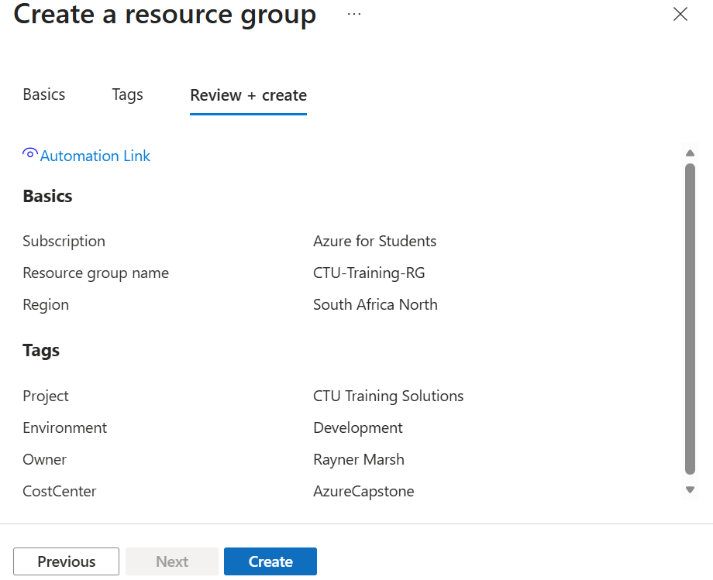 Create a resource group ...
Basics Tags Review + create
Automation Link
Basics
Subscription Azure for Students
Resource group name CTU-Training-RG
Region South Africa North
Tags
Project CTU Training Solutions
Environment Development
Owner Rayner Marsh
CostCenter AzureCapstone
Previous Next Create